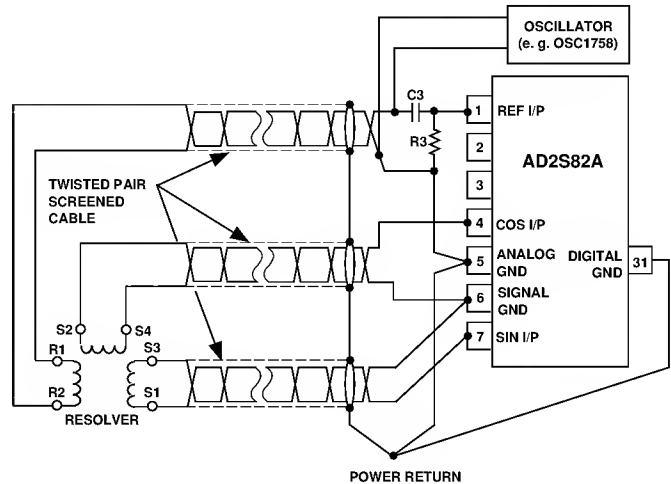 OSCILLATOR
(e. g. OSC1758)
C3
1
REF I/P
R3
2
AD2S82A
3
TWISTED PAIR
SCREENED
CABLE
4
COS I/P
5
ANALOG
GND
DIGITAL
GND
31
6
SIGNAL
GND
S2
S4
R1
S3
7
SIN I/P
R2
S1
RESOLVER
POWER RETURN